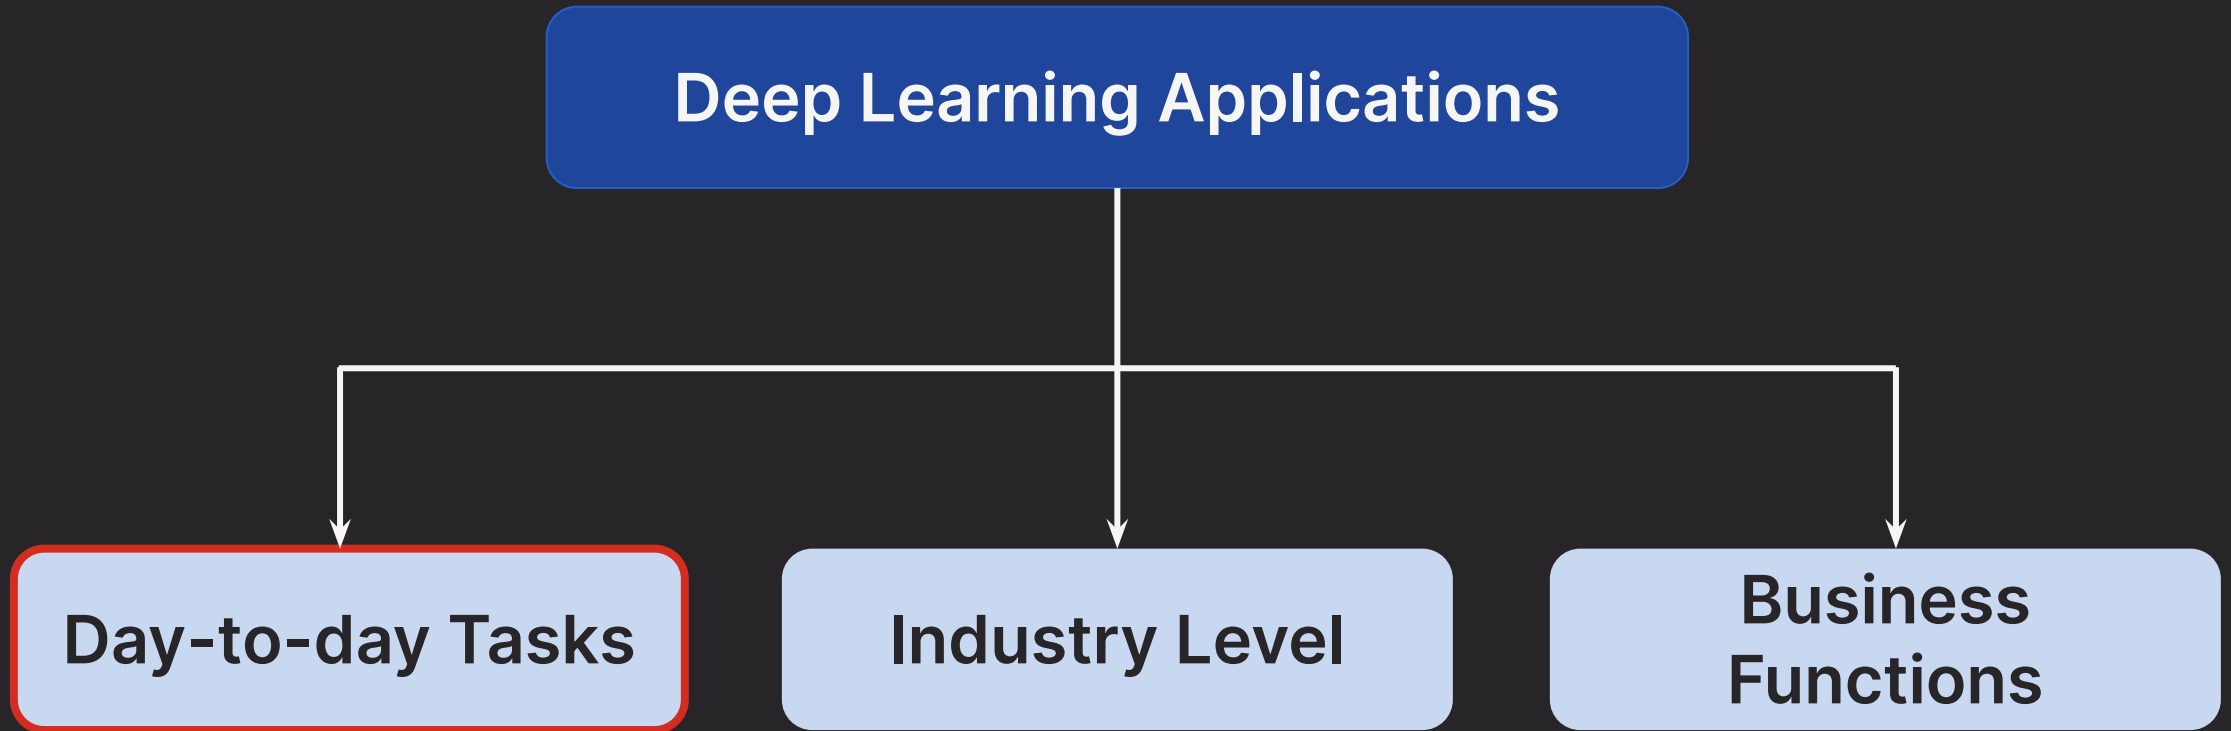 Deep Learning Applications
Day-to-day Tasks
Industry Level
Business
Functions